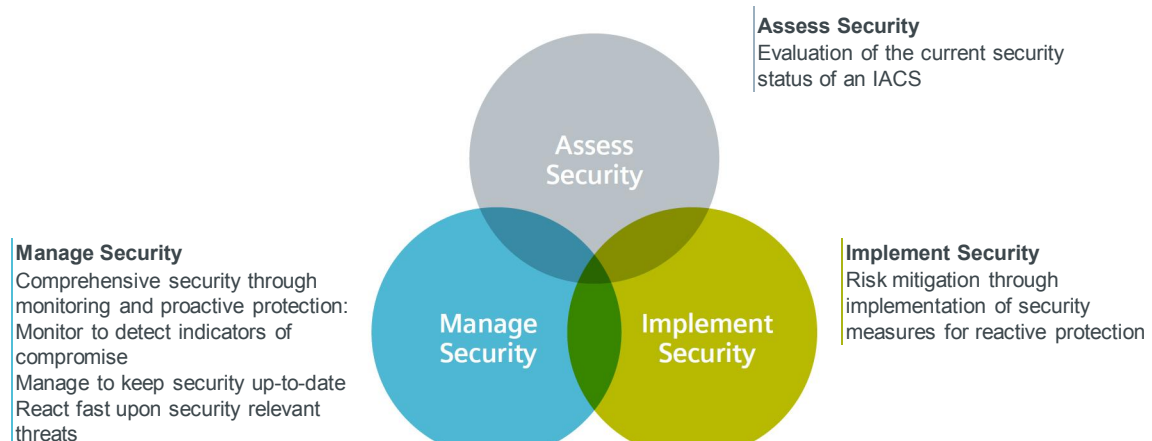 Assess Security
Evaluation of the current security
status of an IACS
Assess
Security
Manage Security
Comprehensive security through
monitoring and proactive protection:
Monitor to detect indicators of
compromise
Manage to keep security up-to-date
React fast upon security relevant
threats
Manage
Security
Implement
Security
Implement Security
Risk mitigation through
implementation of security
measures for reactive protection